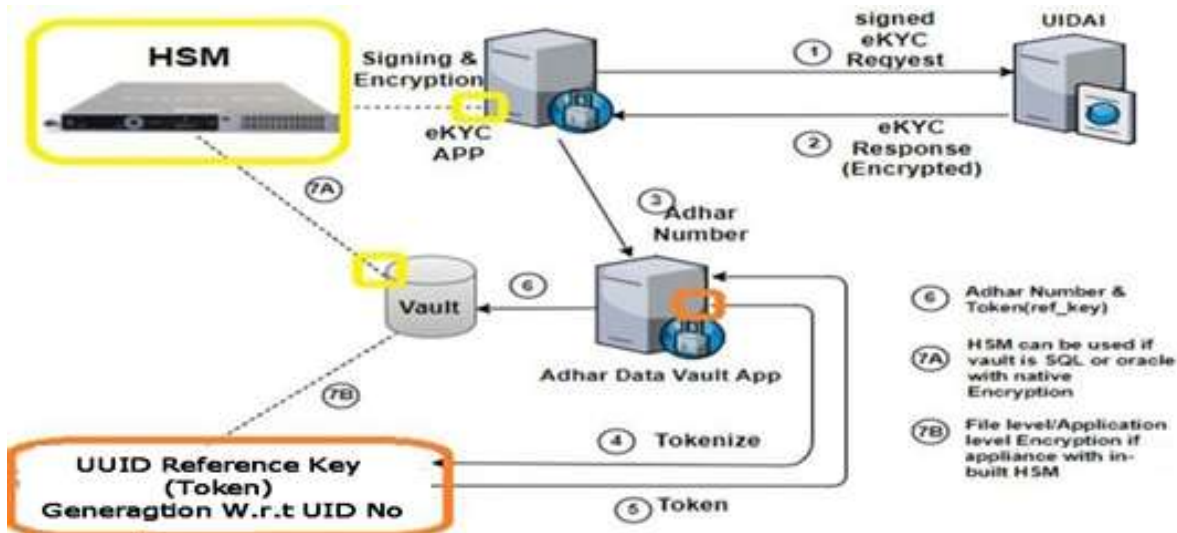 HSM
Signing &
Encryption
eKYC
APP
signed
eKYC
Reqyest
1
UIDAI
2
eKYC
Response
(Encrypted)
7A
3
Adhar
Number
Vault
6
Adhar Data Vault App
7B
4 Tokenize
5 Token
UUID Reference Key
(Token)
Generagtion W.r.t UID No
6 Adhar Number &
Token(ref_key)
7A HSM can be used if
vault is SQL or oracle
with native
Encryption
7B File level/Application
level Encryption if
appliance with in-
built HSM